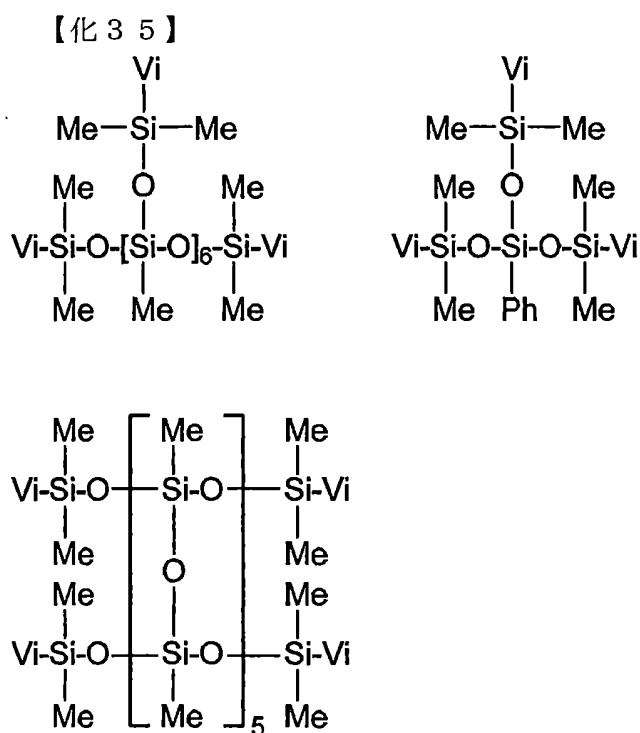 【化３５】
Vi
Me—Si—Me
O
Me Me
Vi-Si-O-[Si-O]6-Si-Vi
Me Me Me
Vi
Me—Si—Me
O
Me Me
Vi-Si-O-Si-O-Si-Vi
Me Ph Me
Me Me Me
Vi-Si-O—Si-O—Si-Vi
Me O Me
Me Me
Vi-Si-O—Si-O—Si-Vi
Me Me 5 Me